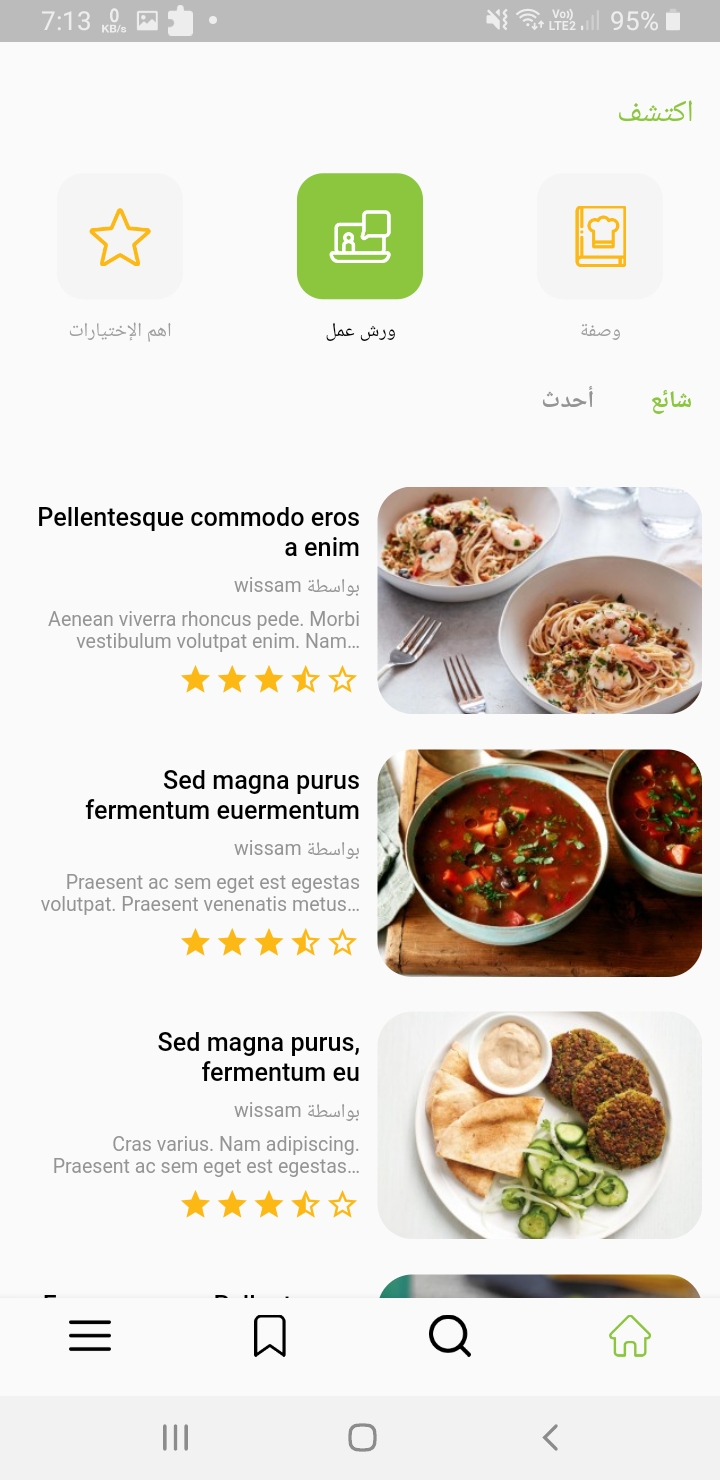 7:13 0 KB/s Vo)) LTE2 95%
اكتشف
وصفة
ورش عمل
اهم الإختيارات
شائع
أحدث
Pellentesque commodo eros
a enim
بواسطة wissam
Aenean viverra rhoncus pede. Morbi
vestibulum volutpat enim. Nam…
Sed magna purus
fermentum euermentum
بواسطة wissam
Praesent ac sem eget est egestas
volutpat. Praesent venenatis metus…
Sed magna purus,
fermentum eu
بواسطة wissam
Cras varius. Nam adipiscing.
Praesent ac sem eget est egestas…